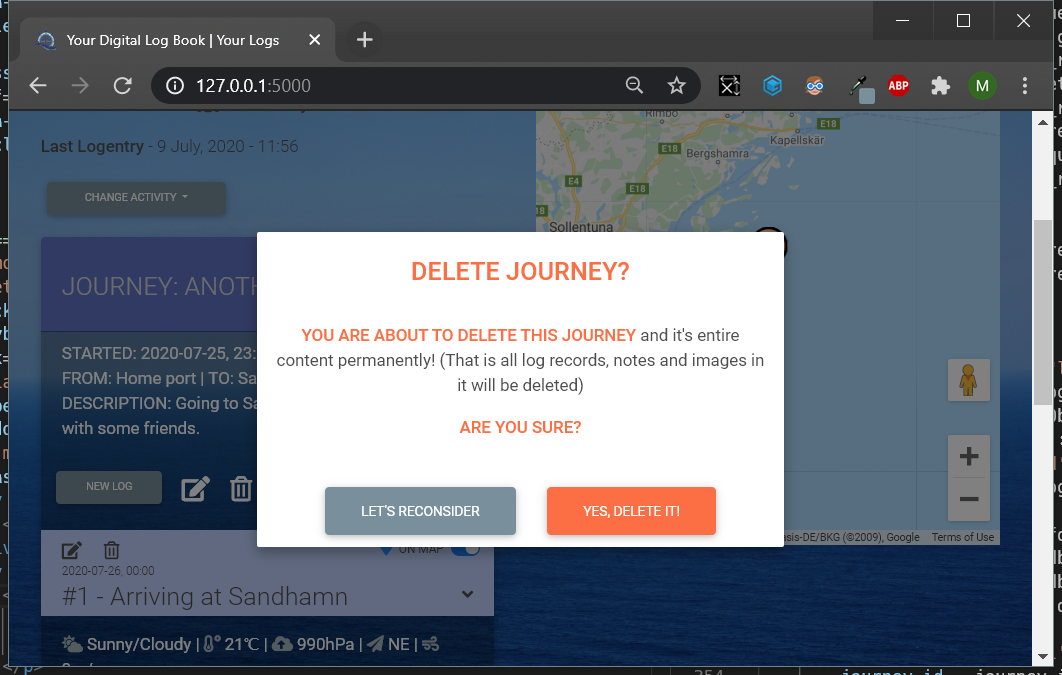 Your Digital Log Book | Your Logs
127.0.0.1:5000
ABP
M
Last Logentry - 9 July, 2020 - 11:56
CHANGE ACTIVITY
Rimbo
E18
Kapellskär
E18
Bergshamra
E4
E18
18
Sollentuna
JOURNEY: ANOTH
STARTED: 2020-07-25, 23:
FROM: Home port | TO: Sa
DESCRIPTION: Going to Sa
with some friends.
NEW LOG
DELETE JOURNEY?
YOU ARE ABOUT TO DELETE THIS JOURNEY and it's entire
content permanently! (That is all log records, notes and images in
it will be deleted)
ARE YOU SURE?
LET'S RECONSIDER
YES, DELETE IT!
sis-DE/BKG (©2009), Google
Terms of Use
ON MAP
2020-07-26, 00:00
#1 - Arriving at Sandhamn
Sunny/Cloudy | 21°C | 990hPa | NE |
254
journey_id